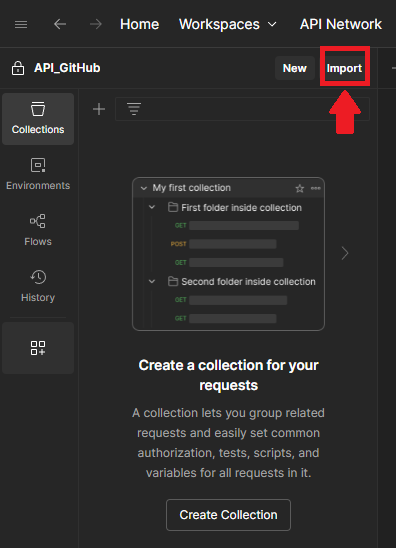 Home Workspaces API Network
API_GitHub New Import
Collections
Environments
Flows
History
My first collection
First folder inside collection
GET
POST
GET
Second folder inside collection
GET
GET
Create a collection for your
requests
A collection lets you group related
requests and easily set common
authorization, tests, scripts, and
variables for all requests in it.
Create Collection